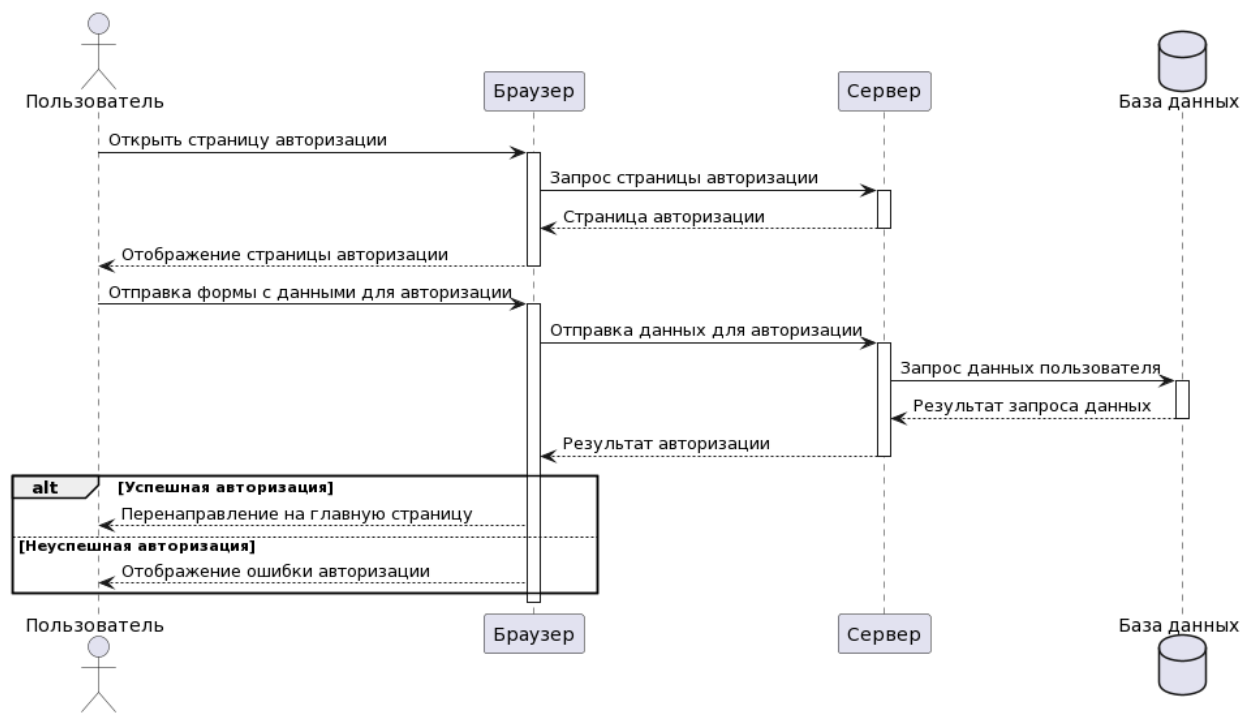 Пользователь
Браузер
Сервер
База данных
Открыть страницу авторизации
Запрос страницы авторизации
Страница авторизации
Отображение страницы авторизации
Отправка формы с данными для авторизации
Отправка данных для авторизации
Запрос данных пользователя
Результат запроса данных
Результат авторизации
alt [Успешная авторизация]
Перенаправление на главную страницу
[Неуспешная авторизация]
Отображение ошибки авторизации
Пользователь
Браузер
Сервер
База данных